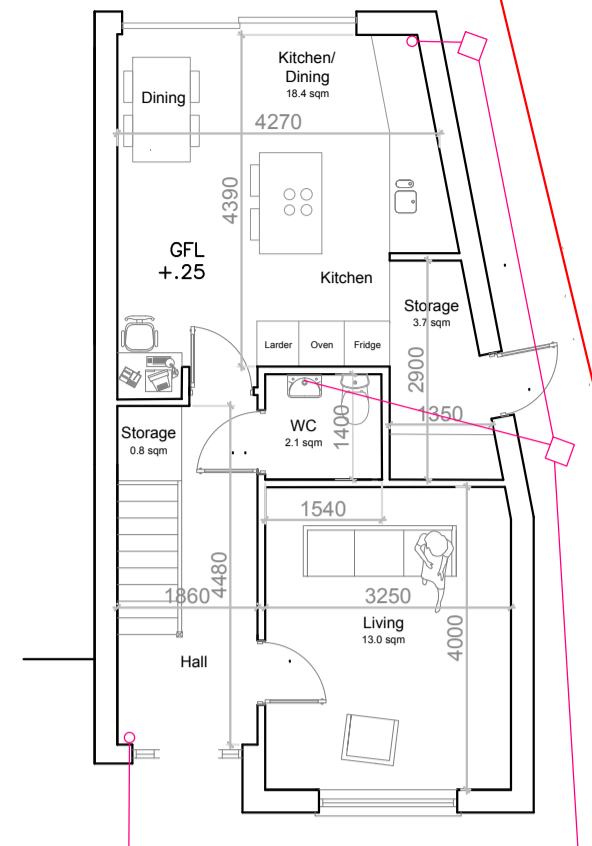 Kitchen/
Dining
18.4 sqm
Dining
4270
4390
GFL
+.25
Kitchen
Storage
3.7 sqm
Larder
Oven
Fridge
2900
1350
Storage
0.8 sqm
WC
2.1 sqm
1400
1540
4480
1860
3250
Living
13.0 sqm
4000
Hall